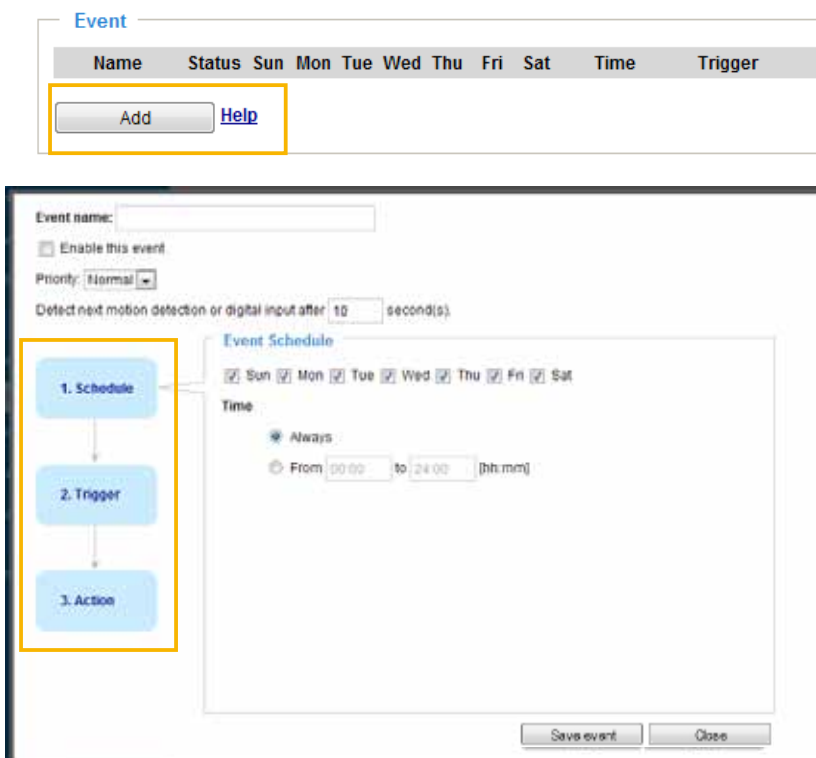 Event
Name Status Sun Mon Tue Wed Thu Fri Sat Time Trigger
Add Help
Event name:
Enable this event
Priority: Normal
Detect next motion detection or digital input after 10 second(s).
Event Schedule
1. Schedule
Sun Mon Tue Wed Thu Fri Sat
Time
Always
From 00:00 to 24:00 [hh:mm]
2. Trigger
3. Action
Save event Close